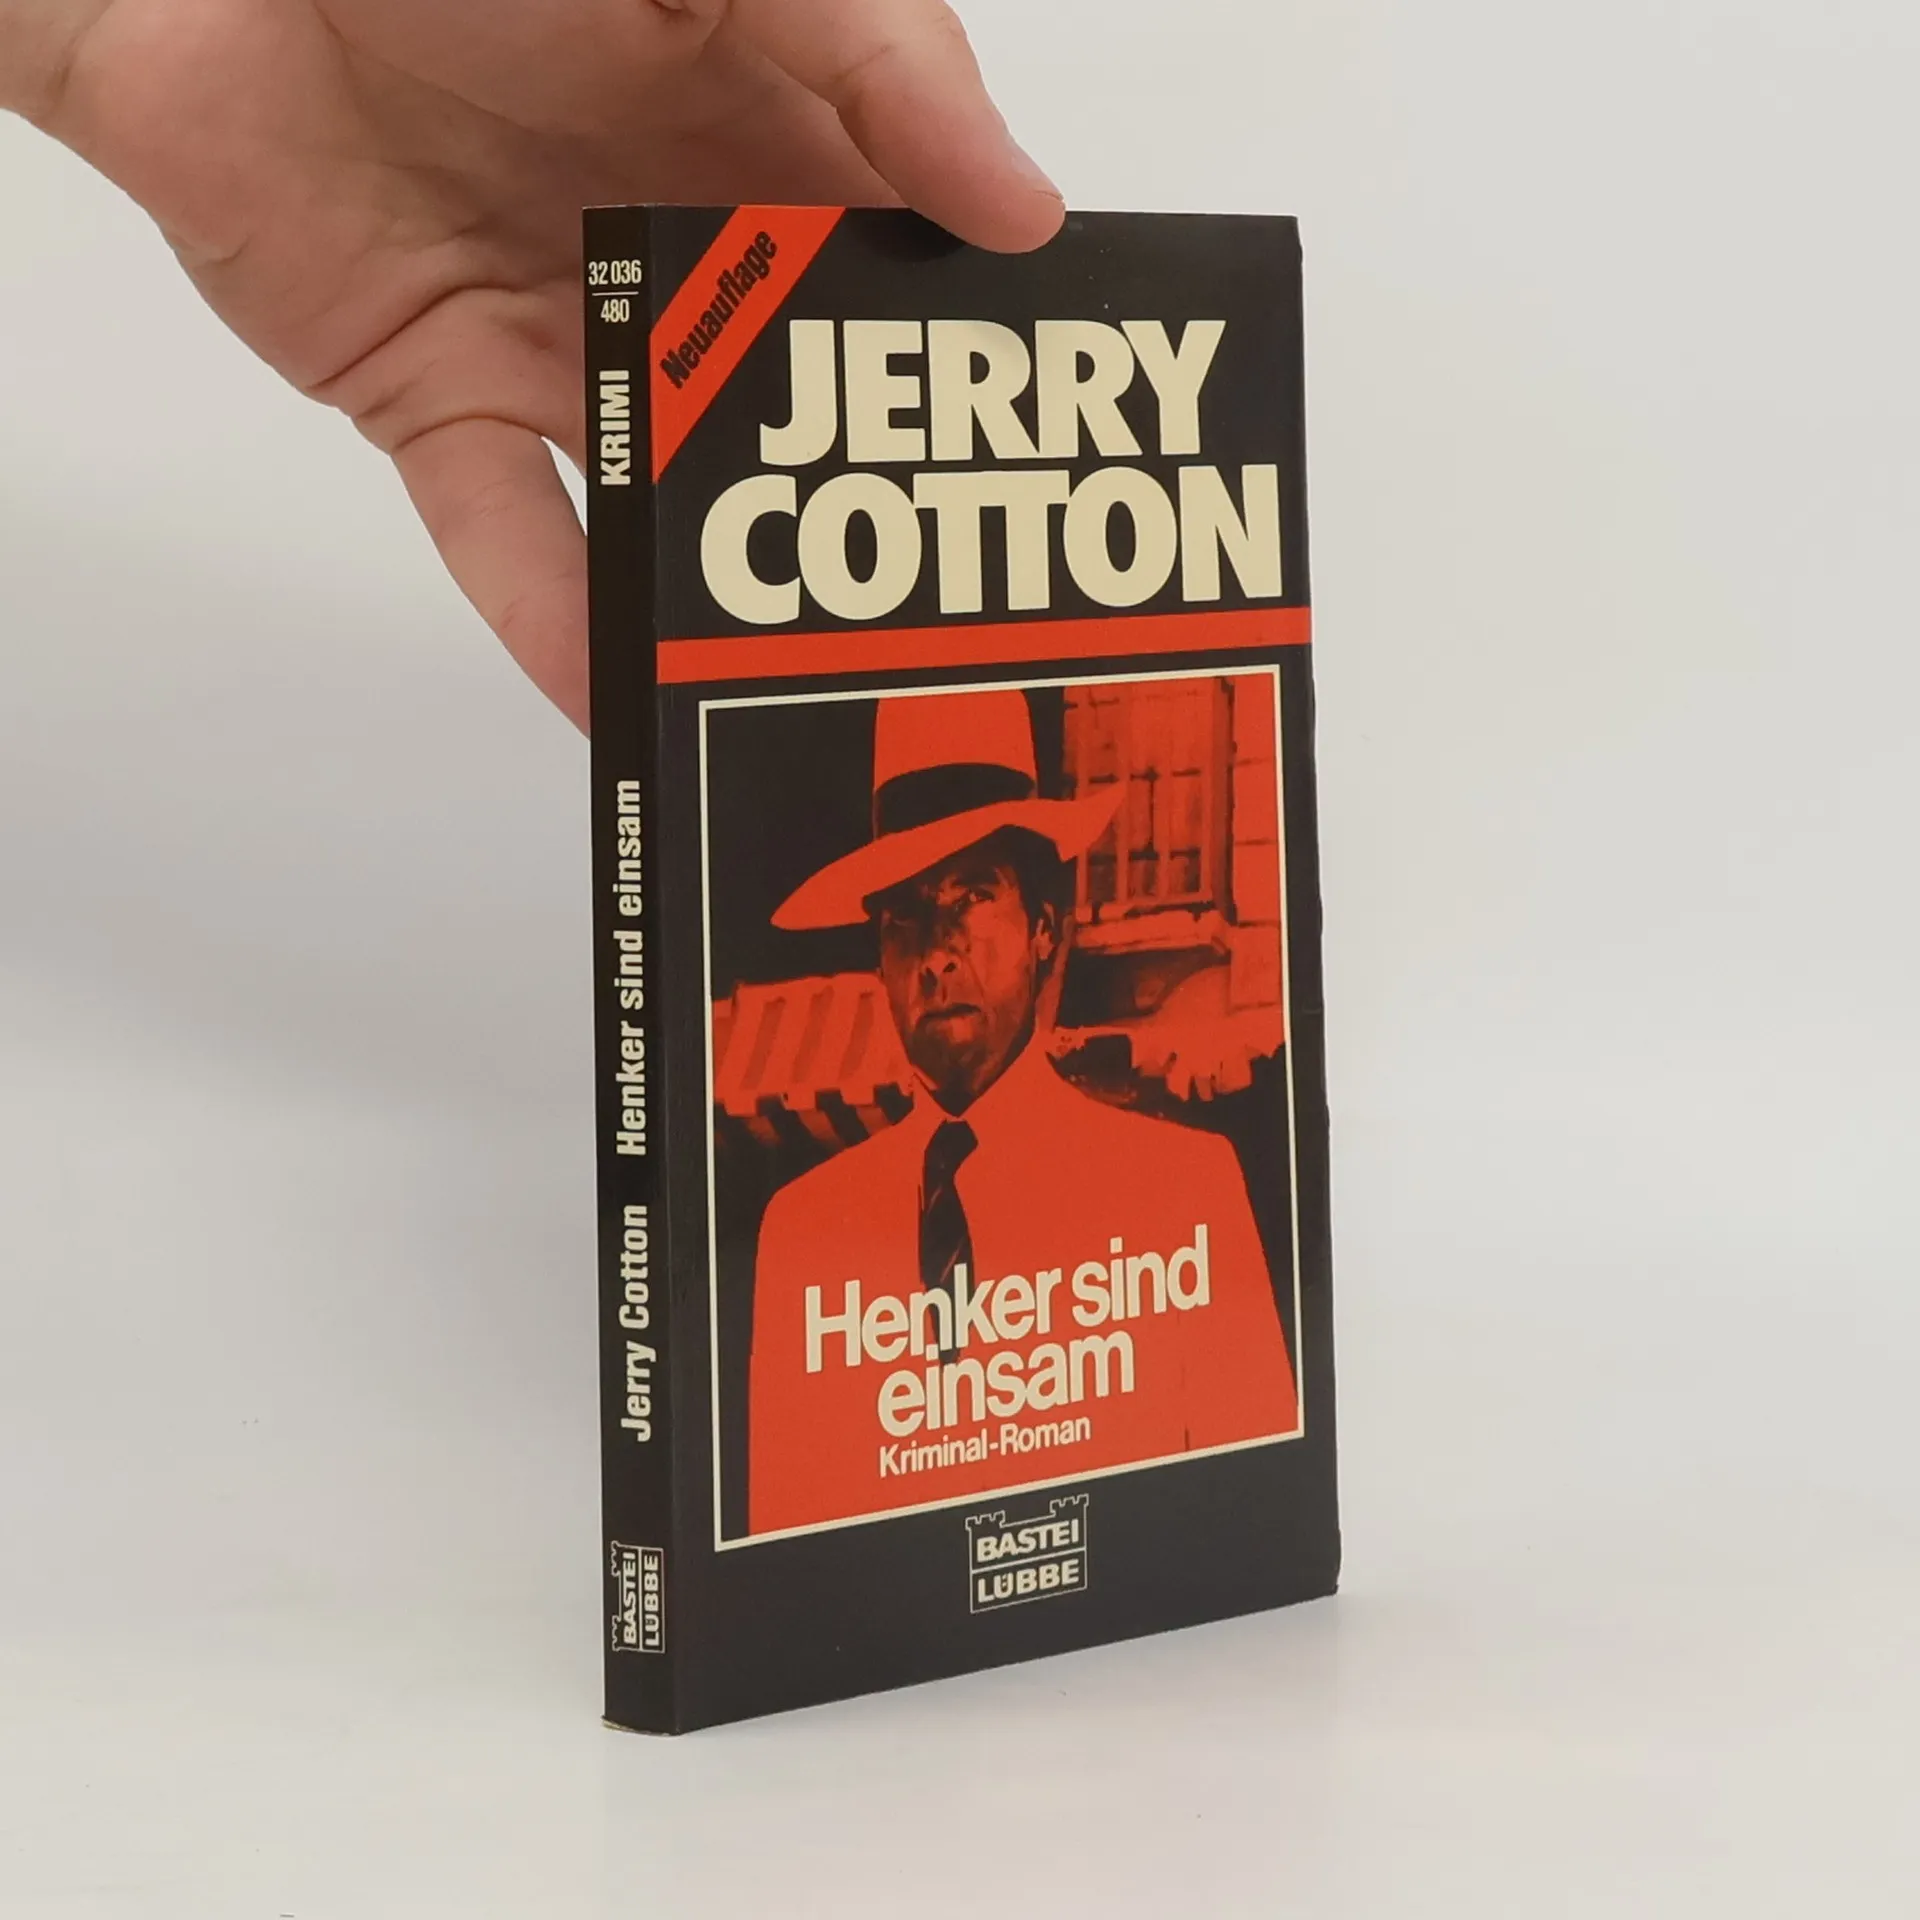 32 036
480
KRIMI
Henker sind einsam
Jerry Cotton
BASTEI
LÜBBE
Neuauflage
JERRY
COTTON
Henker sind
einsam
Kriminal-Roman
BASTEI
LÜBBE